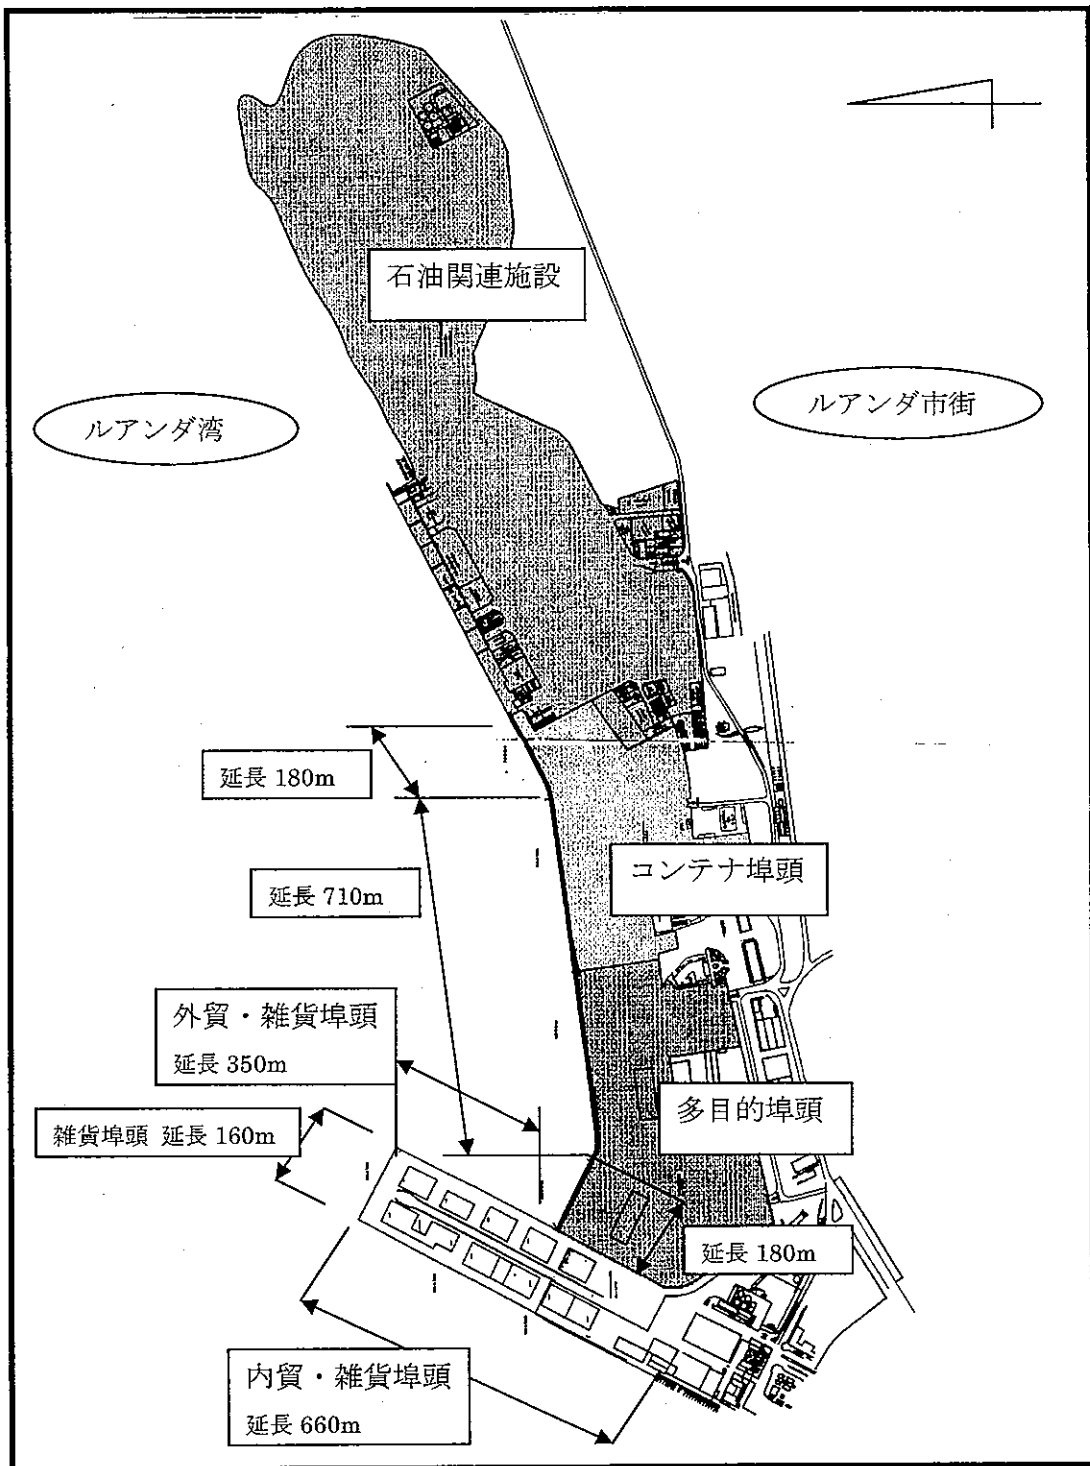 石油関連施設
ルアンダ湾
ルアンダ市街
延長 180m
コンテナ埠頭
延長 710m
外貿・雑貨埠頭
延長 350m
多目的埠頭
雑貨埠頭 延長 160m
延長 180m
内貿・雑貨埠頭
延長 660m